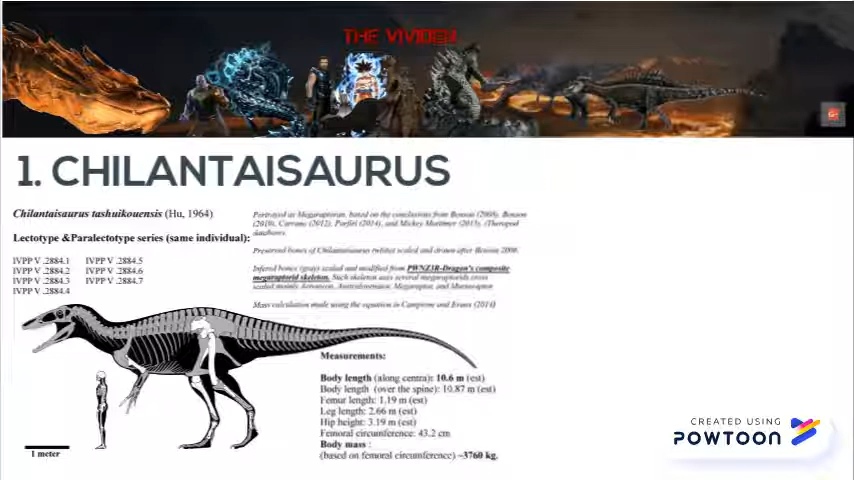 THE VIVIDEN
1. CHILANTAISAURUS
Chilantaisaurus tashuikouensis (Hu, 1964)
Lectotype &Paralectotype series (same individual):
IVPP V .2884.1 IVPP V .2884.5
IVPP V .2884.2 IVPP V .2884.6
IVPP V .2884.3 IVPP V .2884.7
IVPP V .2884.4
Portrayed as Megaraptoran, based on the conclusions from Benson (2008), Benson
(2010), Carrano (2012), Porfiri (2014), and Mickey Mortimer (2015), (Theropod
database).
Preserved bones of Chilantaisaurus (white) scaled and drawn after Benson 2008.
Infered bones (gray) scaled and modified from PWNZ3R-Dragon's composite
megaraptorid skeleton. Such skeleton uses several megaraptorids cross
scaled mainly Aerosteon, Australovenator, Megaraptor, and Murusraptor
Mass calculation made using the equation in Campione and Evans (2014)
Measurements:
Body length (along centra): 10.6 m (est)
Body length (over the spine): 10.87 m (est)
Femur length: 1.19 m (est)
Leg length: 2.66 m (est)
Hip height: 3.19 m (est)
Femoral circumference: 43.2 cm
Body mass :
(based on femoral circumference) ~3760 kg.
1 meter
CREATED USING
POWTOON